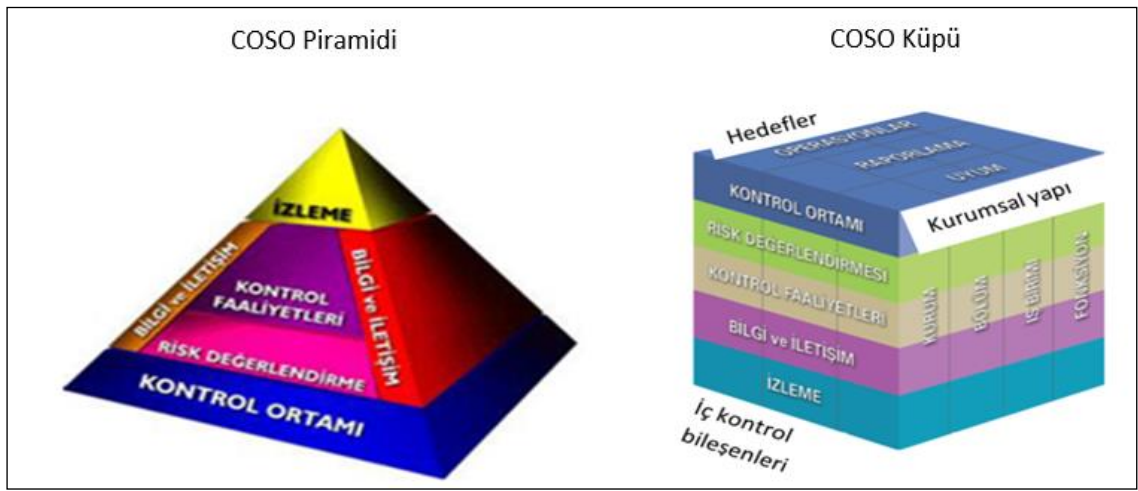 COSO Piramidi
İZLEME
BİLGİ ve İLETİŞİM
KONTROL
FAALİYETLERİ
BİLGİ ve İLETİŞİM
RİSK DEĞERLENDİRME
KONTROL ORTAMI
COSO Küpü
Hedefler
OPERASYONLAR
RAPORLAMA
UYUM
Kurumsal yapı
KONTROL ORTAMI
RİSK DEĞERLENDİRMESİ
KONTROL FAALİYETLERİ
BİLGİ ve İLETİŞİM
İZLEME
KURUM
BÖLÜM
İŞ BİRİMİ
FONKSİYON
İç kontrol
bileşenleri